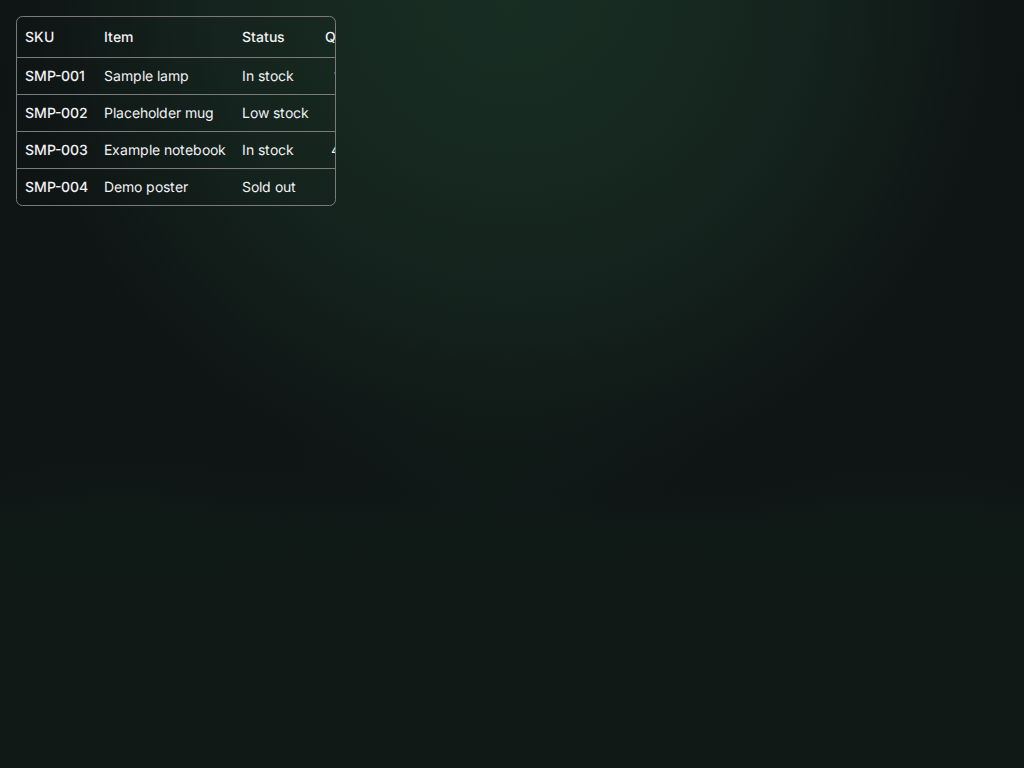 SKU Item Status
SMP-001 Sample lamp In stock
SMP-002 Placeholder mug Low stock
SMP-003 Example notebook In stock
SMP-004 Demo poster Sold out